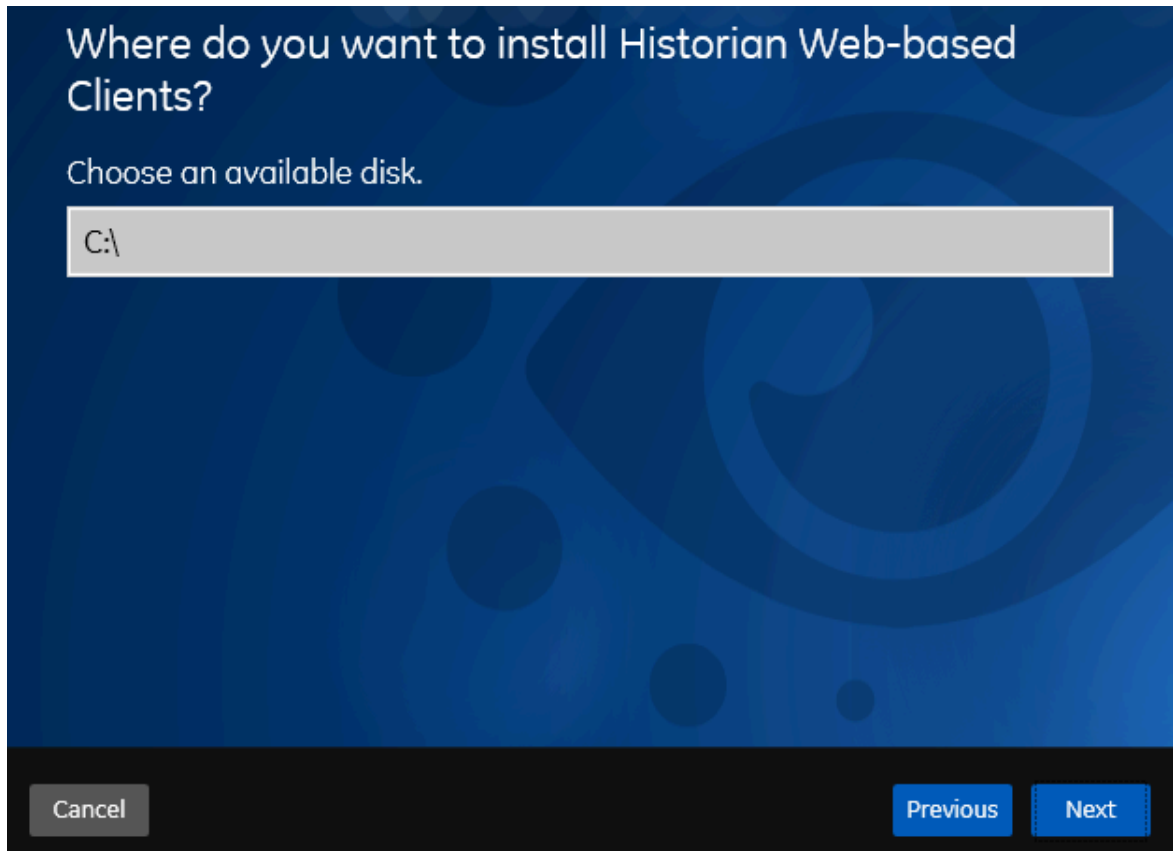 Where do you want to install Historian Web-based
Clients?
Choose an available disk.
C:\
Cancel
Previous
Next